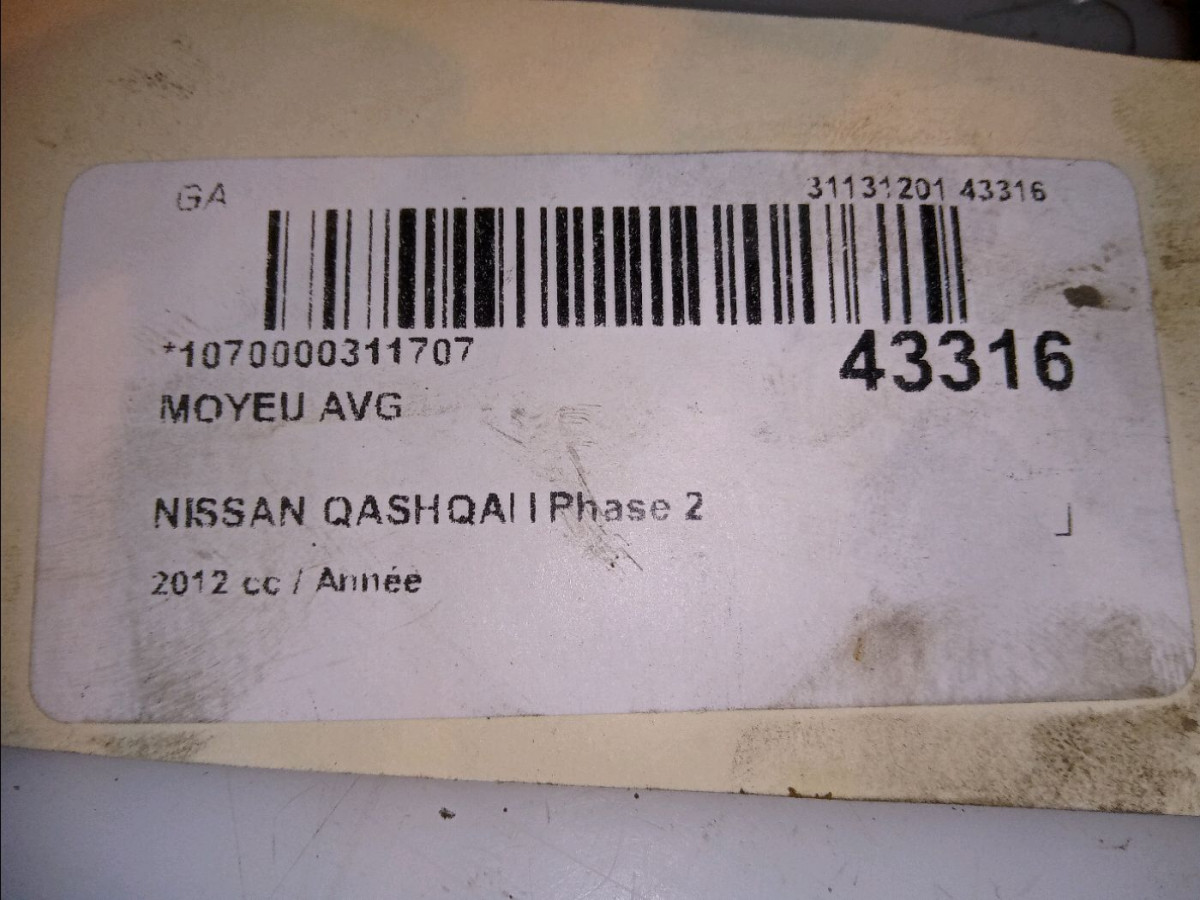 GA
31131201 43316
*1070000311707
43316
MOYEU AVG
NISSAN QASHQAI I Phase 2
2012 cc / Année